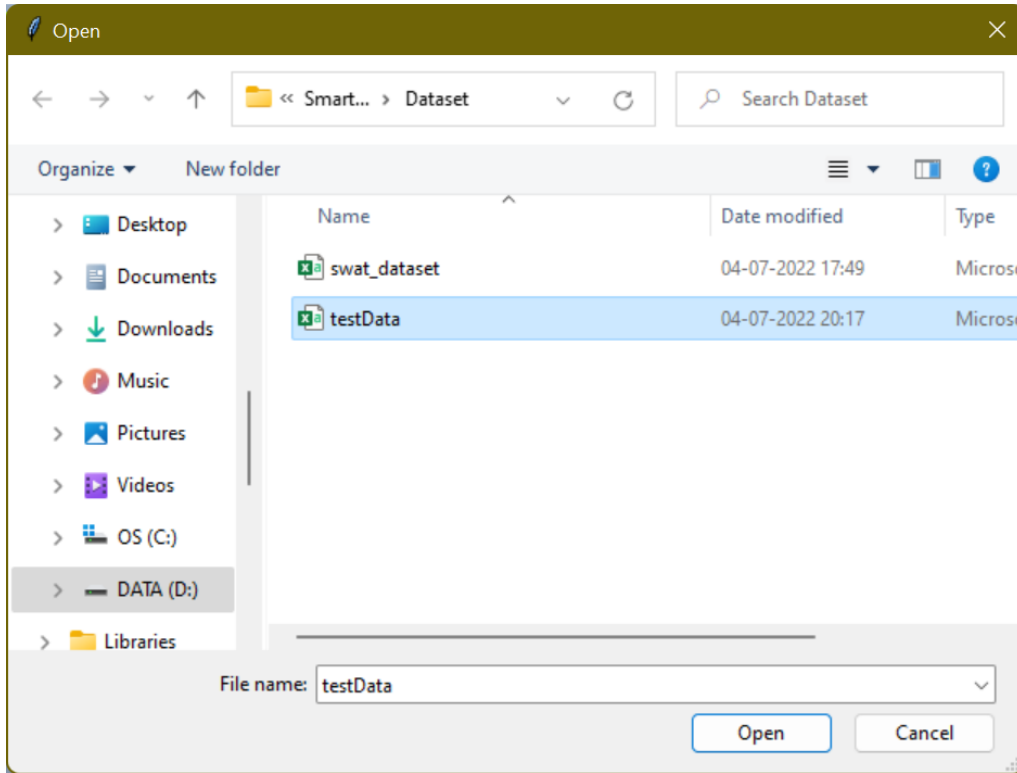 Open
« Smart... › Dataset
Search Dataset
Organize
New folder
Name
Date modified
Type
Desktop
Documents
Downloads
Music
Pictures
Videos
OS (C:)
DATA (D:)
Libraries
swat_dataset 04-07-2022 17:49 Micros
testData 04-07-2022 20:17 Micros
File name: testData
Open
Cancel